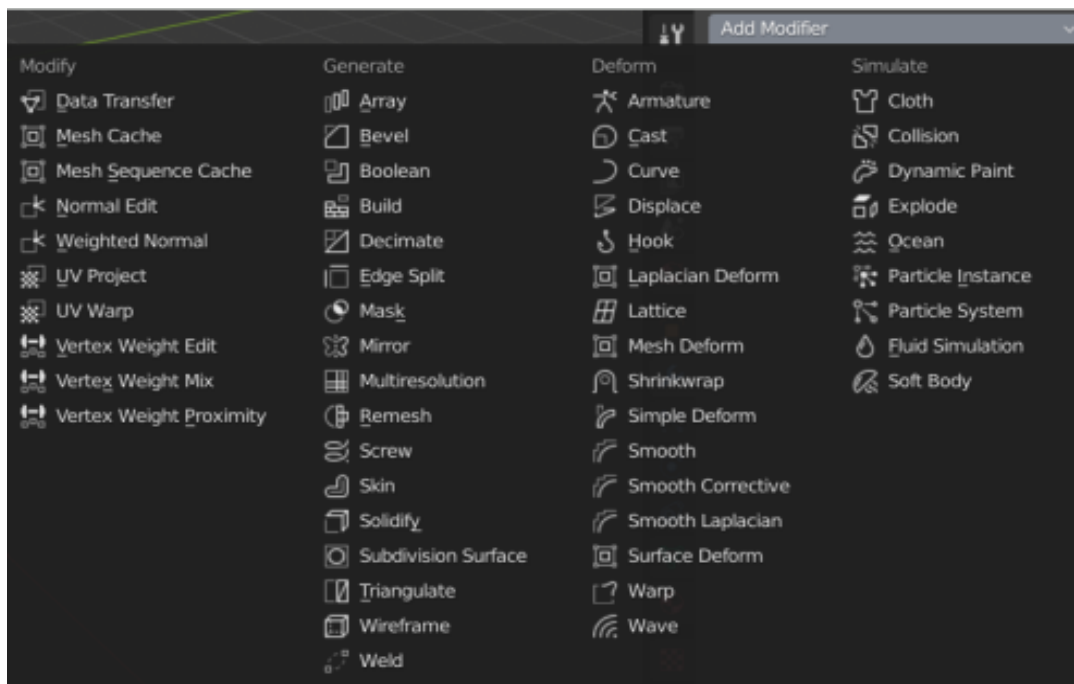 Add Modifier
Modify
Data Transfer
Mesh Cache
Mesh Sequence Cache
Normal Edit
Weighted Normal
UV Project
UV Warp
Vertex Weight Edit
Vertex Weight Mix
Vertex Weight Proximity
Generate
Array
Bevel
Boolean
Build
Decimate
Edge Split
Mask
Mirror
Multiresolution
Remesh
Screw
Skin
Solidify
Subdivision Surface
Triangulate
Wireframe
Weld
Deform
Armature
Cast
Curve
Displace
Hook
Laplacian Deform
Lattice
Mesh Deform
Shrinkwrap
Simple Deform
Smooth
Smooth Corrective
Smooth Laplacian
Surface Deform
Warp
Wave
Simulate
Cloth
Collision
Dynamic Paint
Explode
Ocean
Particle Instance
Particle System
Fluid Simulation
Soft Body